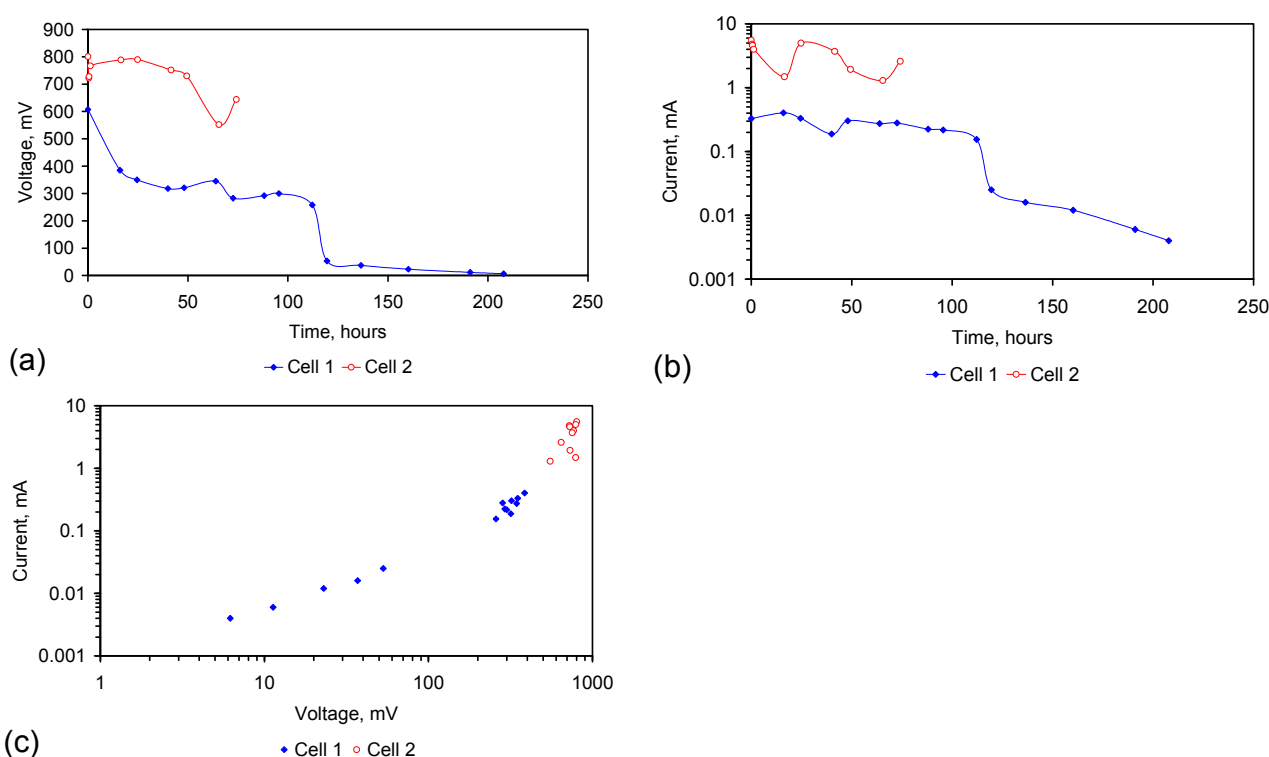 900
800
700
600
500
400
300
200
100
0
Voltage, mV
0 50 100 150 200 250
Time, hours
(a)
Cell 1 Cell 2
10
1
0.1
0.01
0.001
Current, mA
0 50 100 150 200 250
Time, hours
(b)
Cell 1 Cell 2
10
1
0.1
0.01
0.001
Current, mA
1 10 100 1000
Voltage, mV
(c)
Cell 1 Cell 2